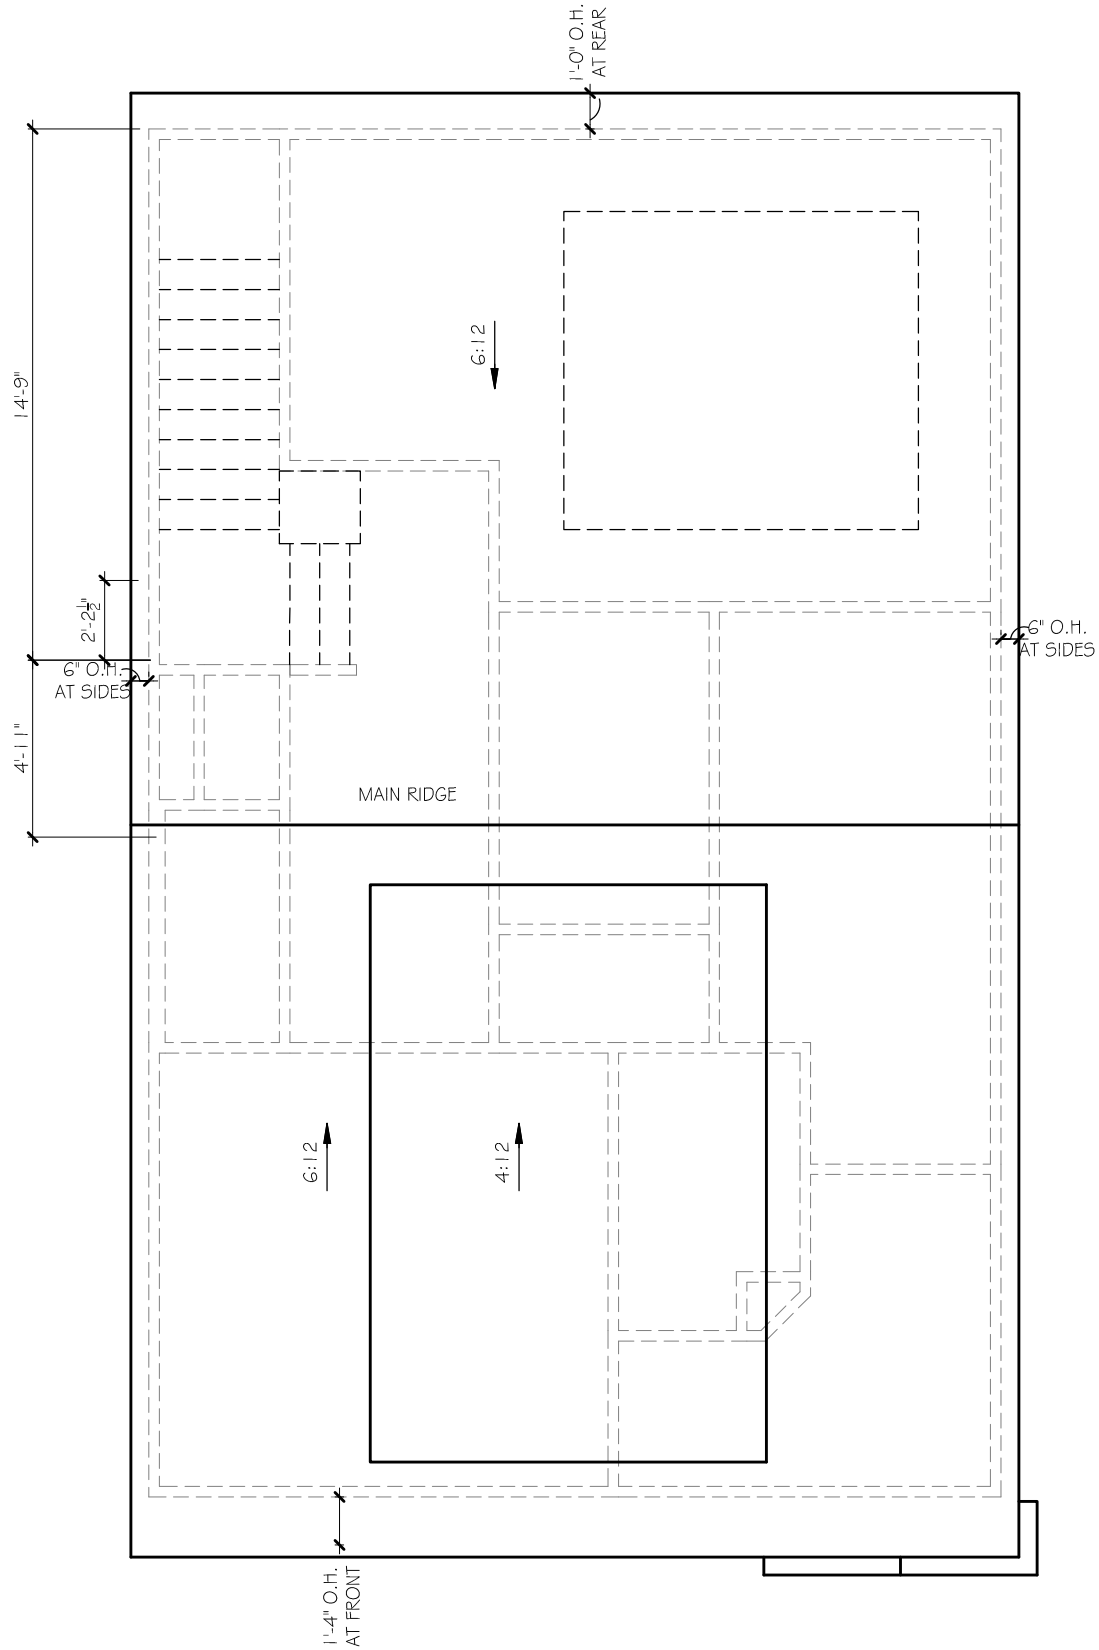 1'-0" O.H.
AT REAR
14'-9"
6:12
2'-2½"
6" O.H.
AT SIDES
6" O.H.
AT SIDES
4'-11"
MAIN RIDGE
6:12
4:12
1'-4" O.H.
AT FRONT